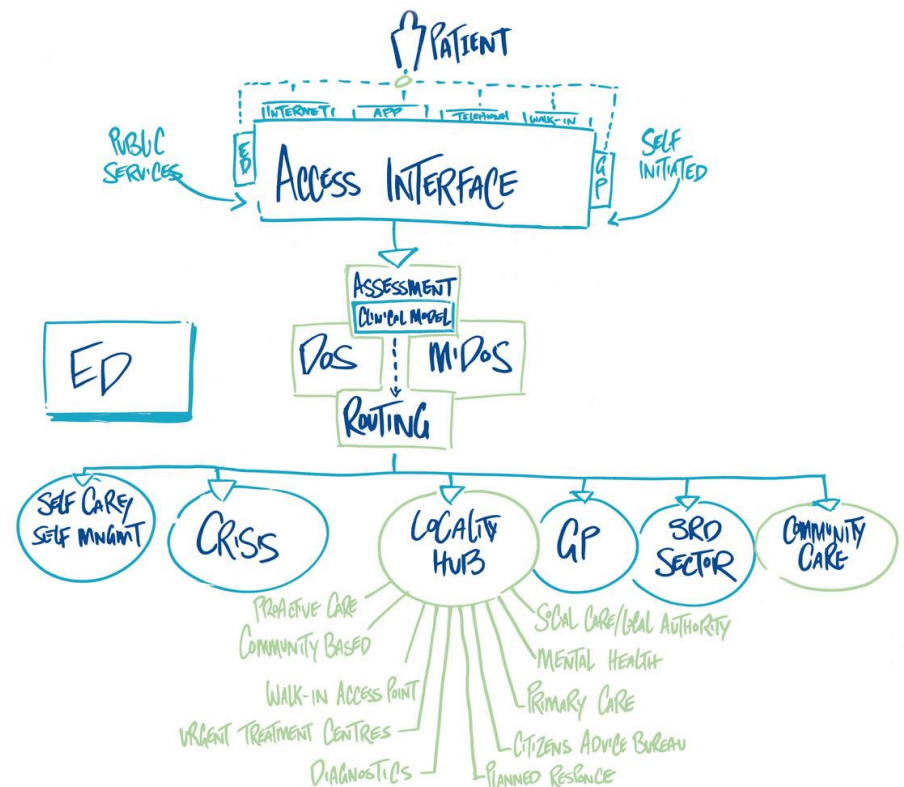 PATIENT
INTERNET
APP
TELEPHONE
WALK-IN
PUBLIC
SERVICES
ED
ACCESS INTERFACE
GP
SELF
INITIATED
ASSESSMENT
CLINICAL MODEL
DOS
MIDOS
ROUTING
ED
SELF CARE/
SELF MNGMT
CRISIS
LOCALITY
HUB
GP
3RD
SECTOR
COMMUNITY
CARE
PROACTIVE CARE
COMMUNITY BASED
WALK-IN ACCESS POINT
URGENT TREATMENT CENTRES
DIAGNOSTICS
SOCIAL CARE/LOCAL AUTHORITY
MENTAL HEALTH
PRIMARY CARE
CITIZENS ADVICE BUREAU
PLANNED RESPONCE